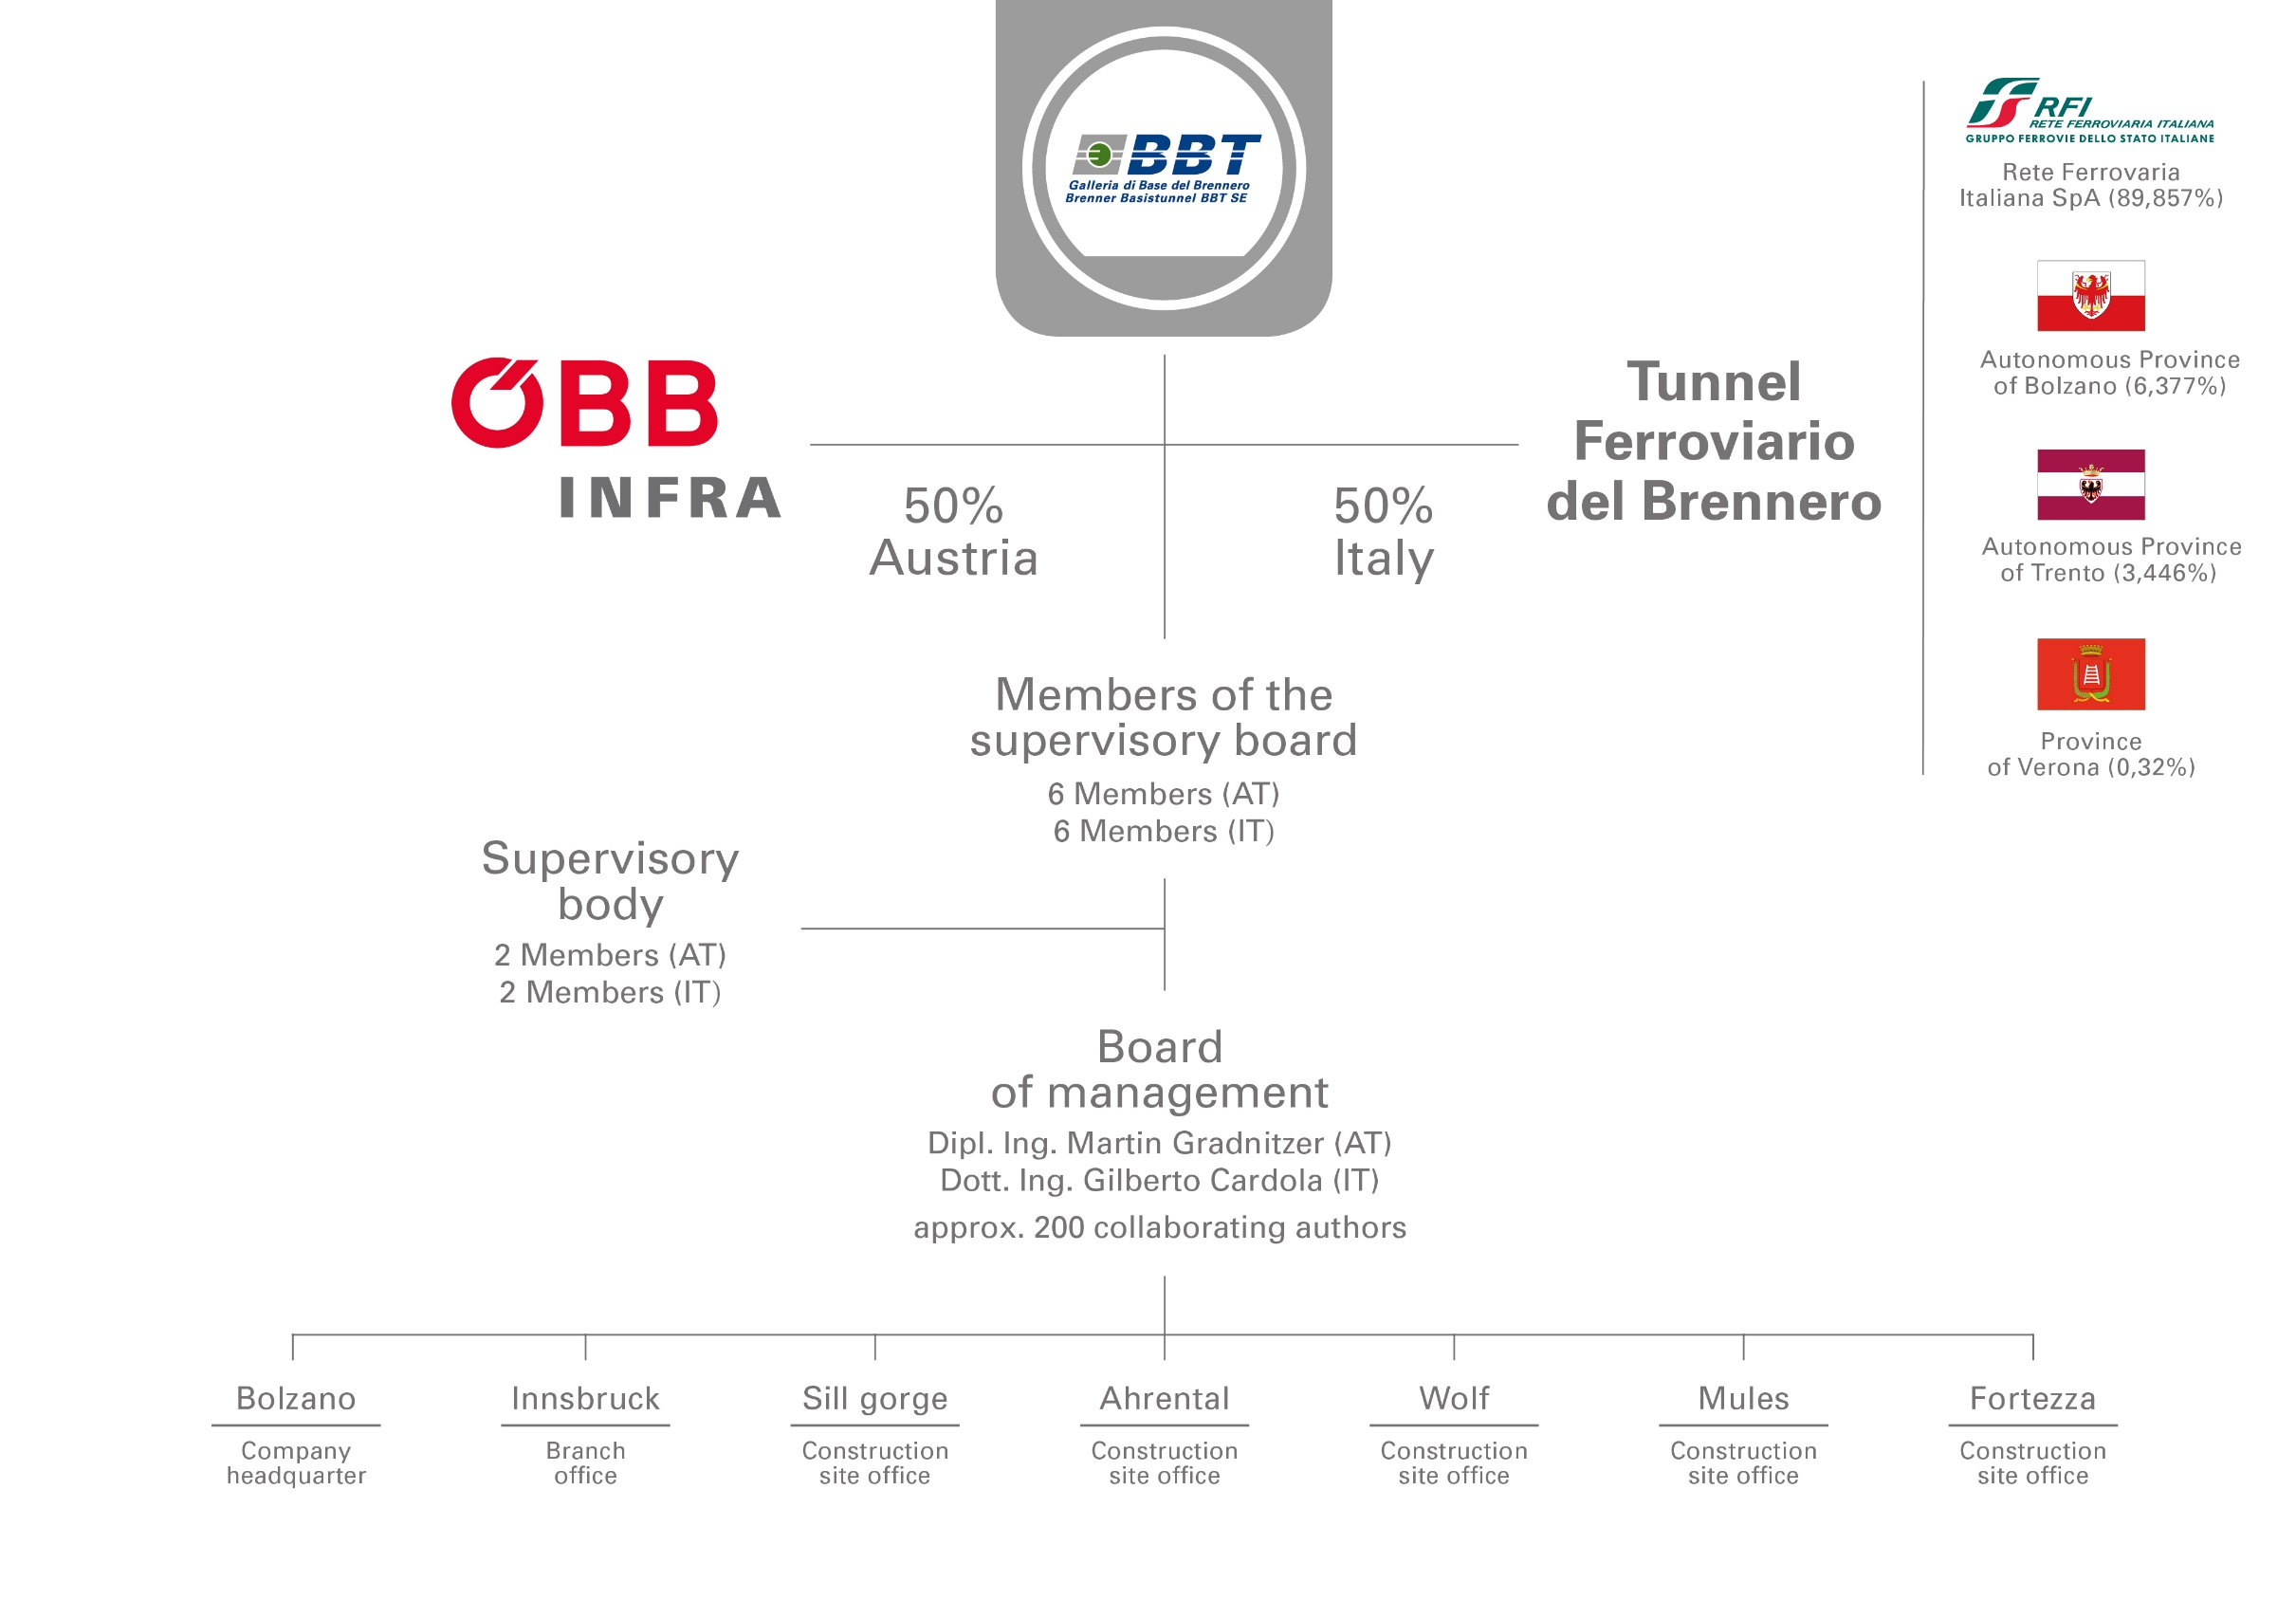 BBT
Galleria di Base del Brennero
Brenner Basistunnel BBT SE
ÖBB
INFRA
50%
Austria
50%
Italy
Tunnel
Ferroviario
del Brennero
RFI
RETE FERROVIARIA ITALIANA
GRUPPO FERROVIE DELLO STATO ITALIANE
Rete Ferrovaria
Italiana SpA (89,857%)
Autonomous Province
of Bolzano (6,377%)
Autonomous Province
of Trento (3,446%)
Province
of Verona (0,32%)
Members of the
supervisory board
6 Members (AT)
6 Members (IT)
Supervisory
body
2 Members (AT)
2 Members (IT)
Board
of management
Dipl. Ing. Martin Gradnitzer (AT)
Dott. Ing. Gilberto Cardola (IT)
approx. 200 collaborating authors
Bolzano
Company
headquarter
Innsbruck
Branch
office
Sill gorge
Construction
site office
Ahrental
Construction
site office
Wolf
Construction
site office
Mules
Construction
site office
Fortezza
Construction
site office